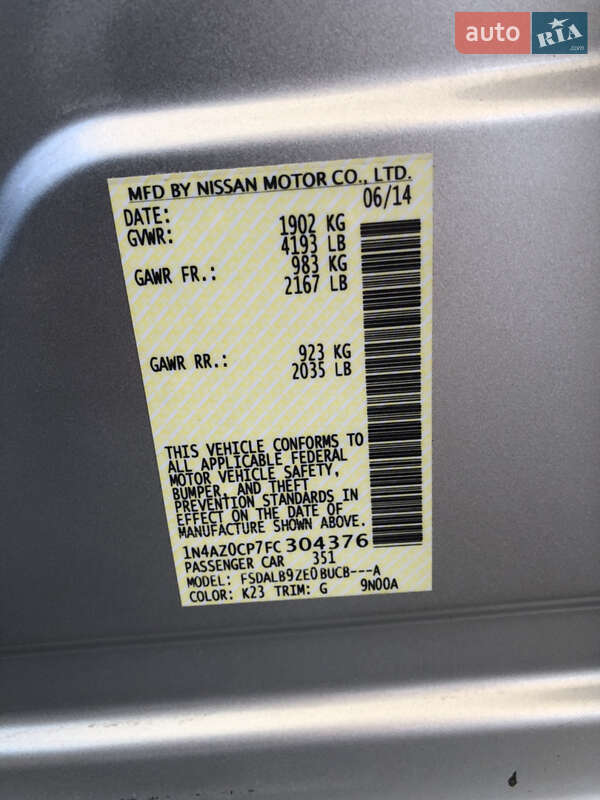 auto RIA .com
MFD BY NISSAN MOTOR CO., LTD.
DATE: 06/14
GVWR: 1902 KG
4193 LB
GAWR FR.: 983 KG
2167 LB
GAWR RR.: 923 KG
2035 LB
THIS VEHICLE CONFORMS TO
ALL APPLICABLE FEDERAL
MOTOR VEHICLE SAFETY,
BUMPER, AND THEFT
PREVENTION STANDARDS IN
EFFECT ON THE DATE OF
MANUFACTURE SHOWN ABOVE.
1N4AZ0CP7FC304376
PASSENGER CAR 351
MODEL: FSDALB9ZE0BUCB---A
COLOR: K23 TRIM: G 9N00A